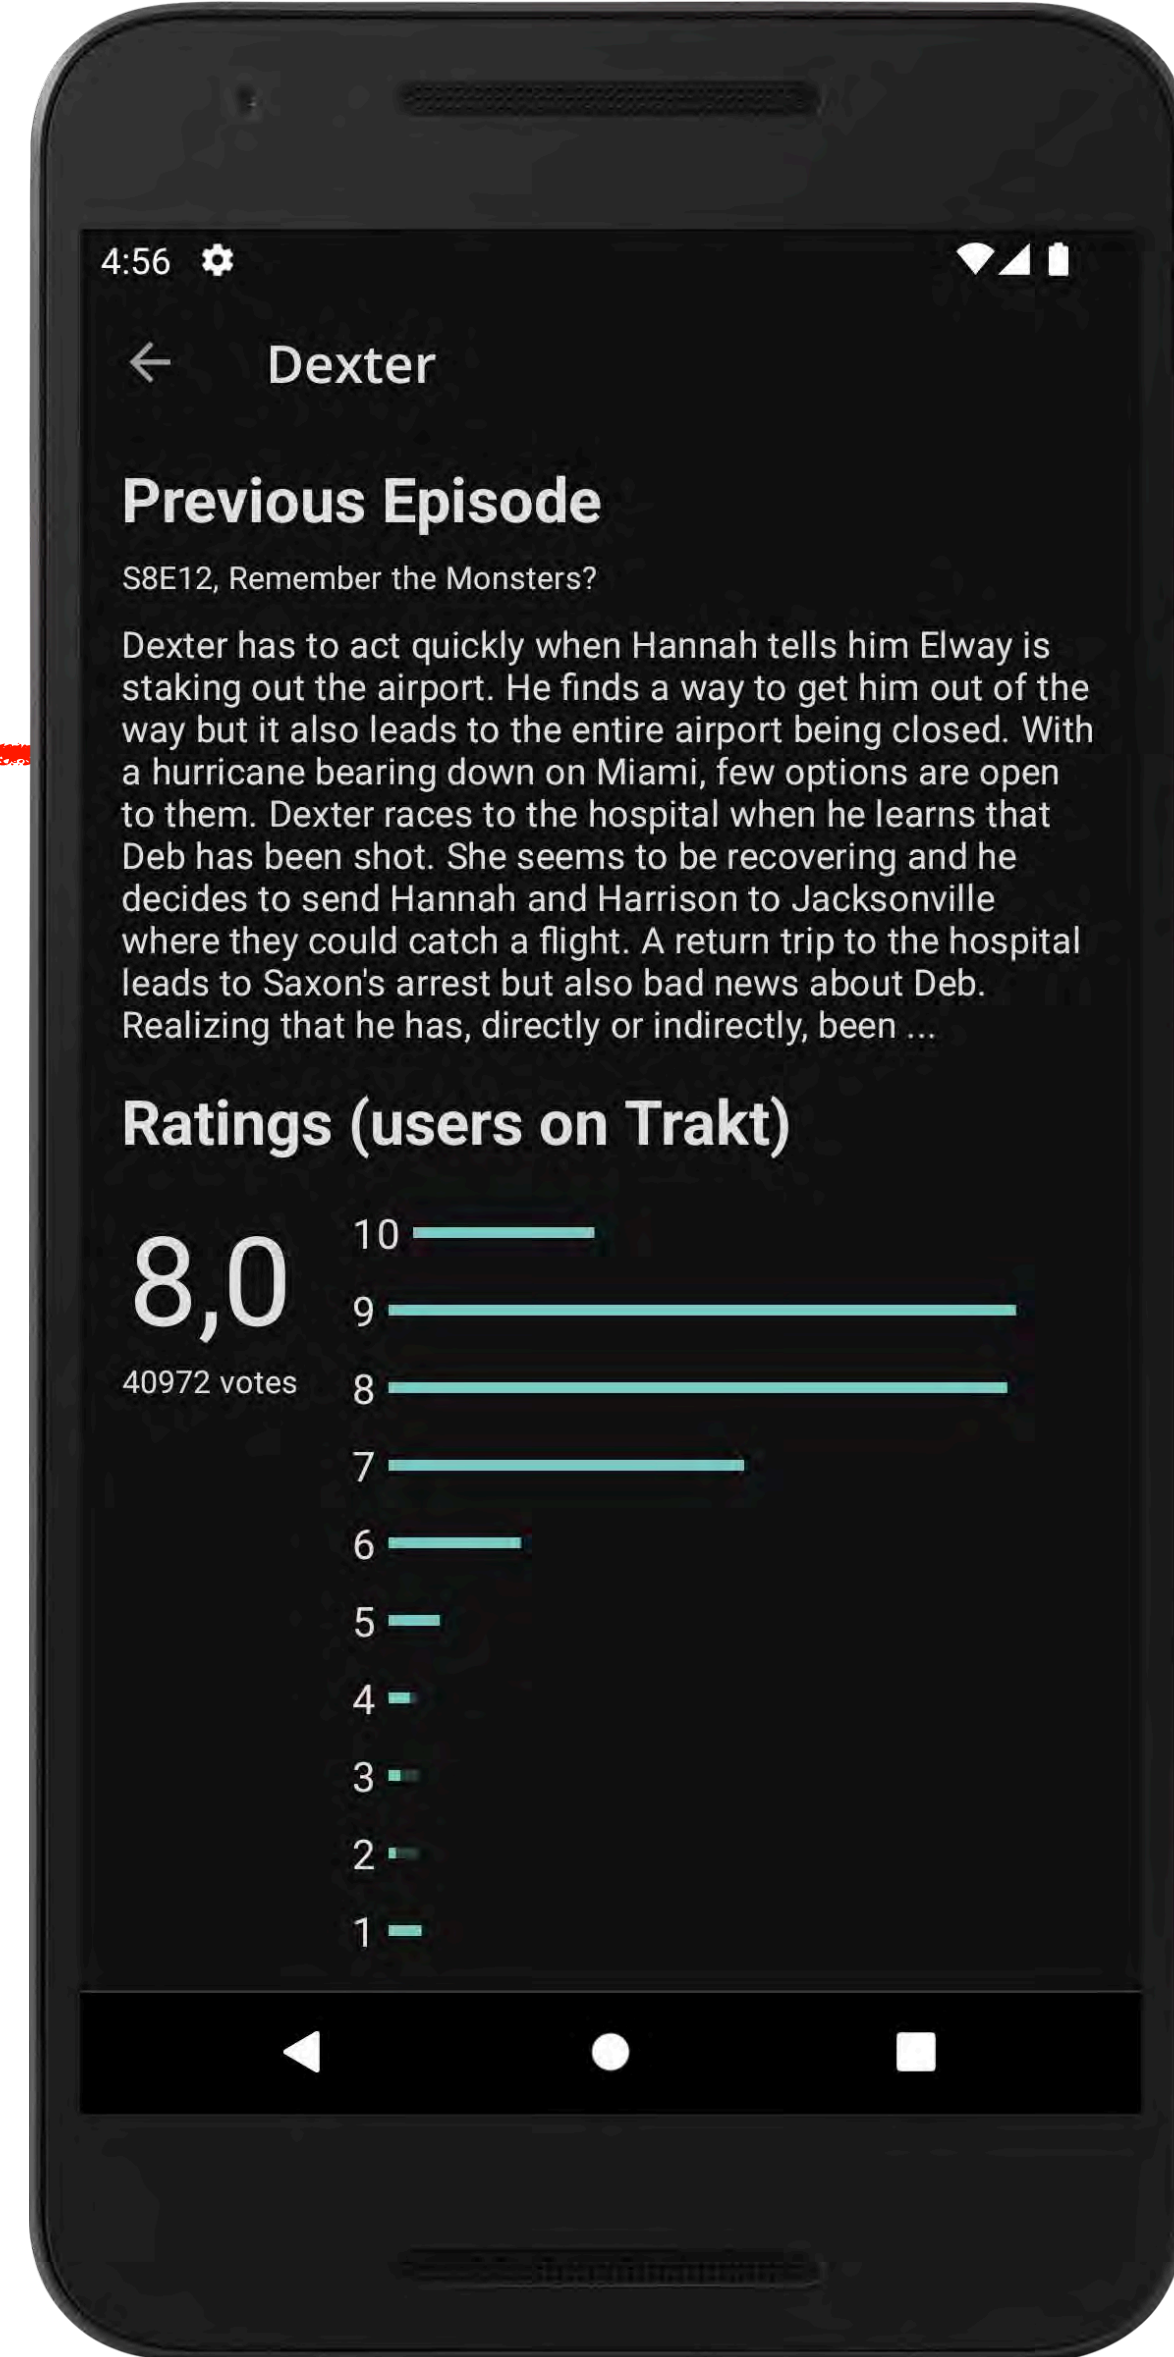 4:56
Dexter
Previous Episode
S8E12, Remember the Monsters?
Dexter has to act quickly when Hannah tells him Elway is
staking out the airport. He finds a way to get him out of the
way but it also leads to the entire airport being closed. With
a hurricane bearing down on Miami, few options are open
to them. Dexter races to the hospital when he learns that
Deb has been shot. She seems to be recovering and he
decides to send Hannah and Harrison to Jacksonville
where they could catch a flight. A return trip to the hospital
leads to Saxon's arrest but also bad news about Deb.
Realizing that he has, directly or indirectly, been ...
Ratings (users on Trakt)
8,0
40972 votes
10
9
8
7
6
5
4
3
2
1